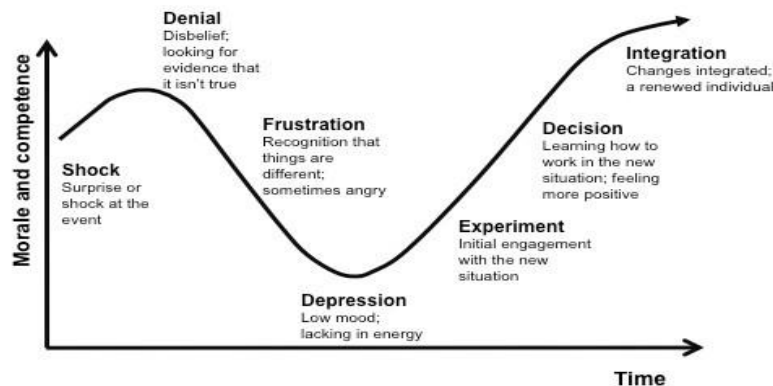 Morale and competence
Shock
Surprise or
shock at the
event
Denial
Disbelief;
looking for
evidence that
it isn't true
Frustration
Recognition that
things are
different;
sometimes angry
Depression
Low mood;
lacking in energy
Experiment
Initial engagement
with the new
situation
Decision
Learning how to
work in the new
situation; feeling
more positive
Integration
Changes integrated;
a renewed individual
Time